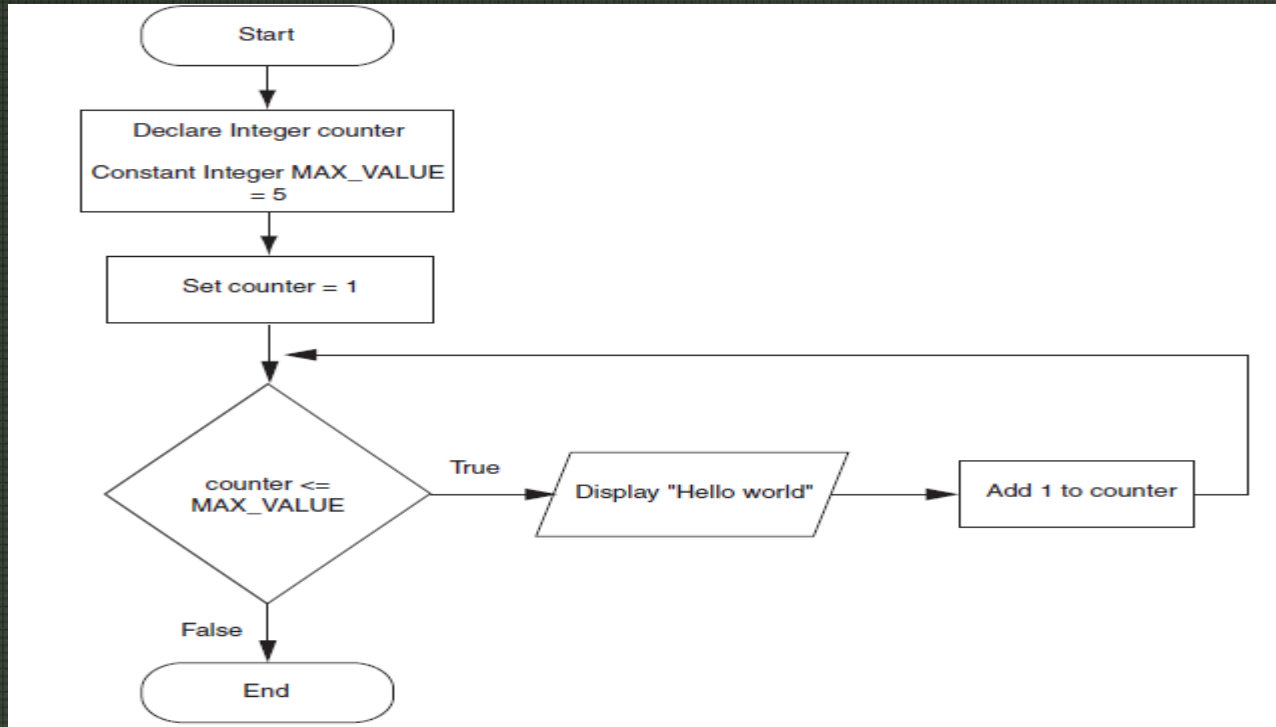 Start
Declare Integer counter
Constant Integer MAX_VALUE
= 5
Set counter = 1
counter <=
MAX_VALUE
True
Display "Hello world"
Add 1 to counter
False
End